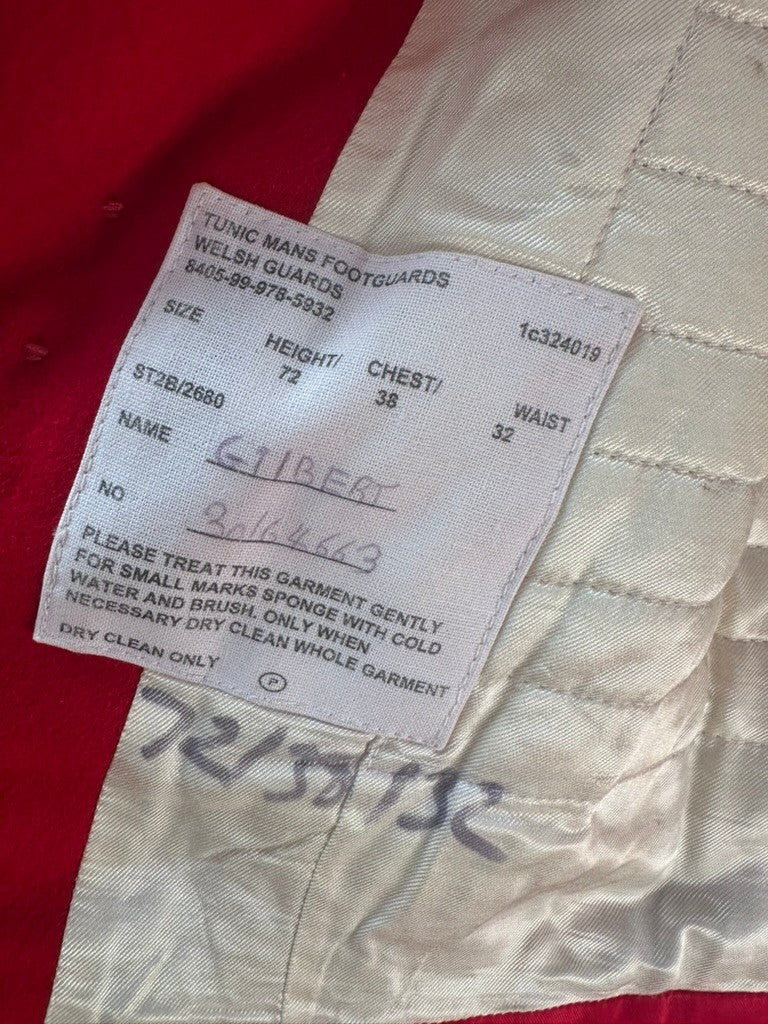 TUNIC MANS FOOTGUARDS
WELSH GUARDS
8405-99-978-5932 1c324019
SIZE HEIGHT/ CHEST/ WAIST
72 38 32
ST2B/2680
NAME GILBERT
NO 30164663
PLEASE TREAT THIS GARMENT GENTLY
FOR SMALL MARKS SPONGE WITH COLD
WATER AND BRUSH. ONLY WHEN
NECESSARY DRY CLEAN WHOLE GARMENT
DRY CLEAN ONLY P
72/38/32